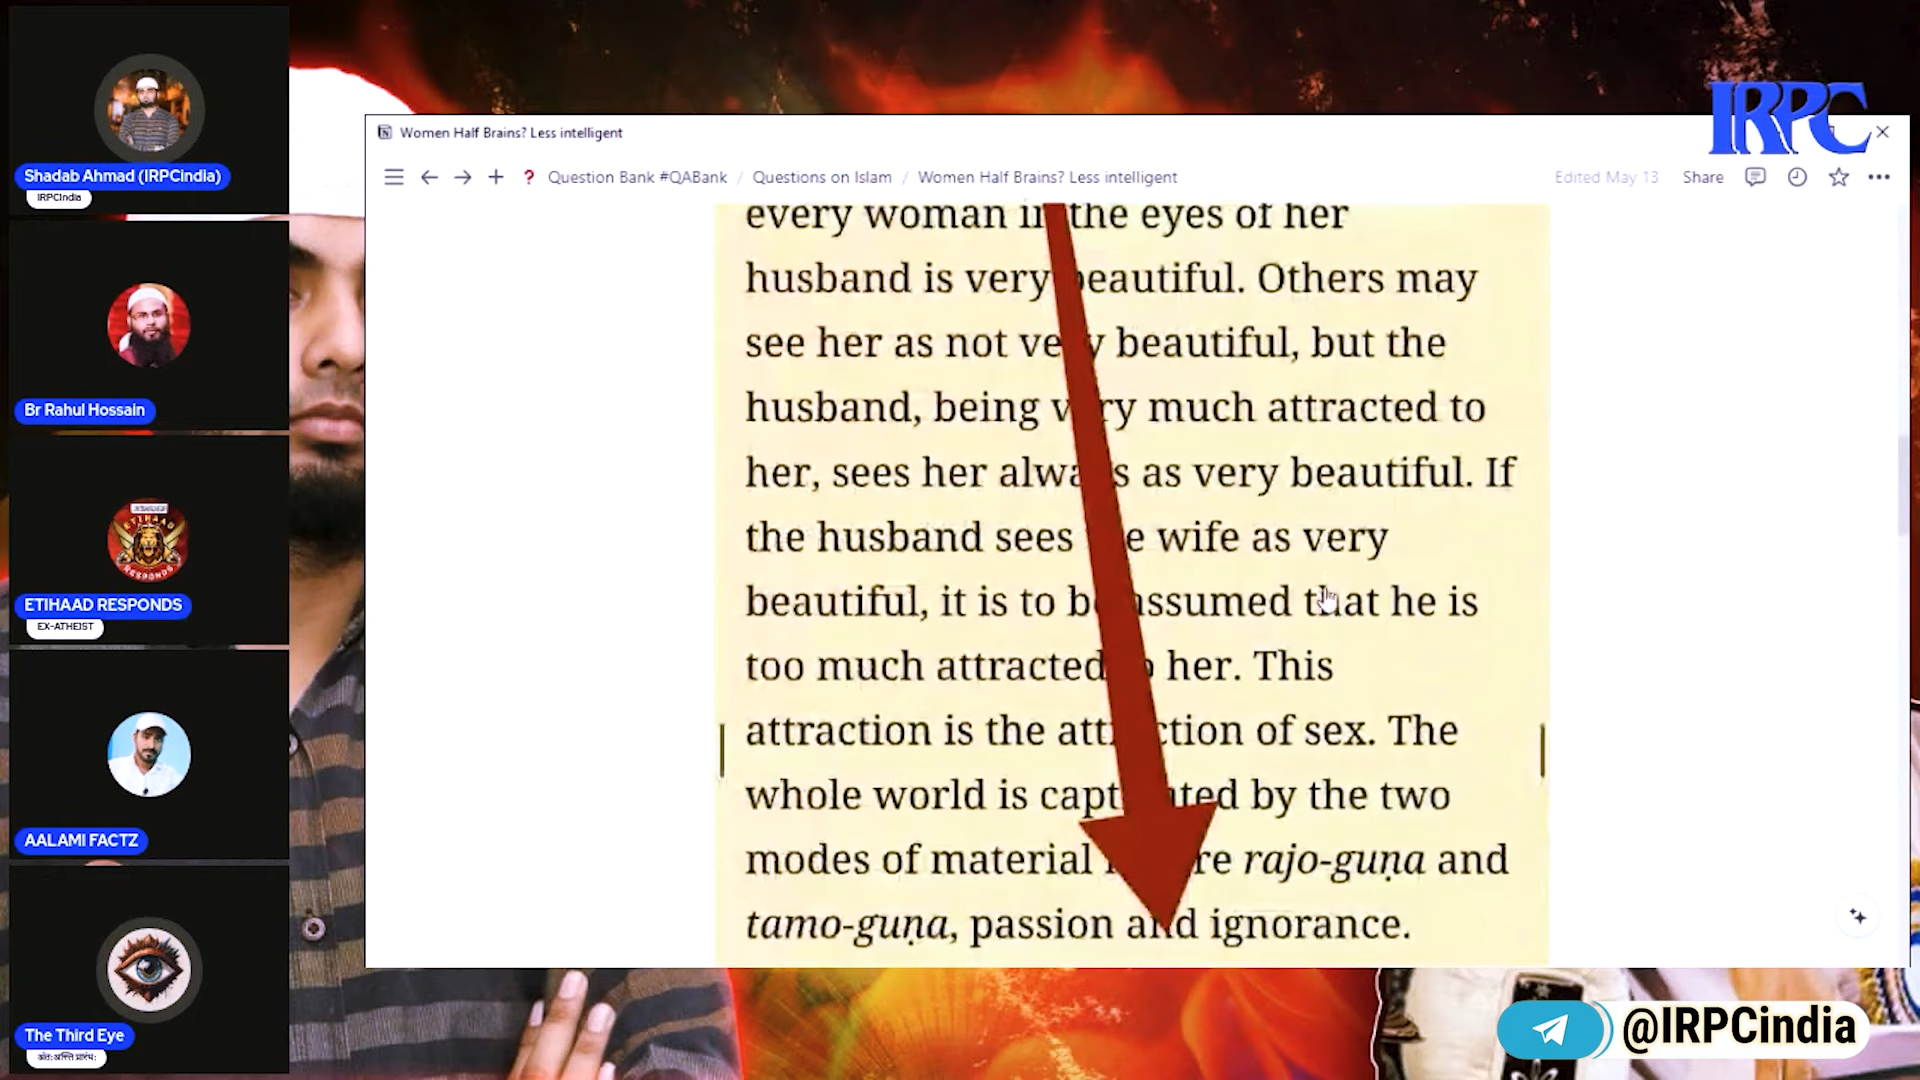 Shadab Ahmad (IRPCindia)
IRPCIndia
Br Rahul Hossain
ETIHAAD
RESPONDS
ETIHAAD RESPONDS
EX-ATHEIST
AALAMI FACTZ
The Third Eye
Women Half Brains? Less intelligent
IRPC
? Question Bank #QABank / Questions on Islam / Women Half Brains? Less intelligent
Edited May 13 Share
every woman in the eyes of her
husband is very beautiful. Others may
see her as not very beautiful, but the
husband, being very much attracted to
her, sees her always as very beautiful. If
the husband sees the wife as very
beautiful, it is to be assumed that he is
too much attracted to her. This
attraction is the attraction of sex. The
whole world is captivated by the two
modes of material nature rajo-guṇa and
tamo-guṇa, passion and ignorance.
@IRPCindia